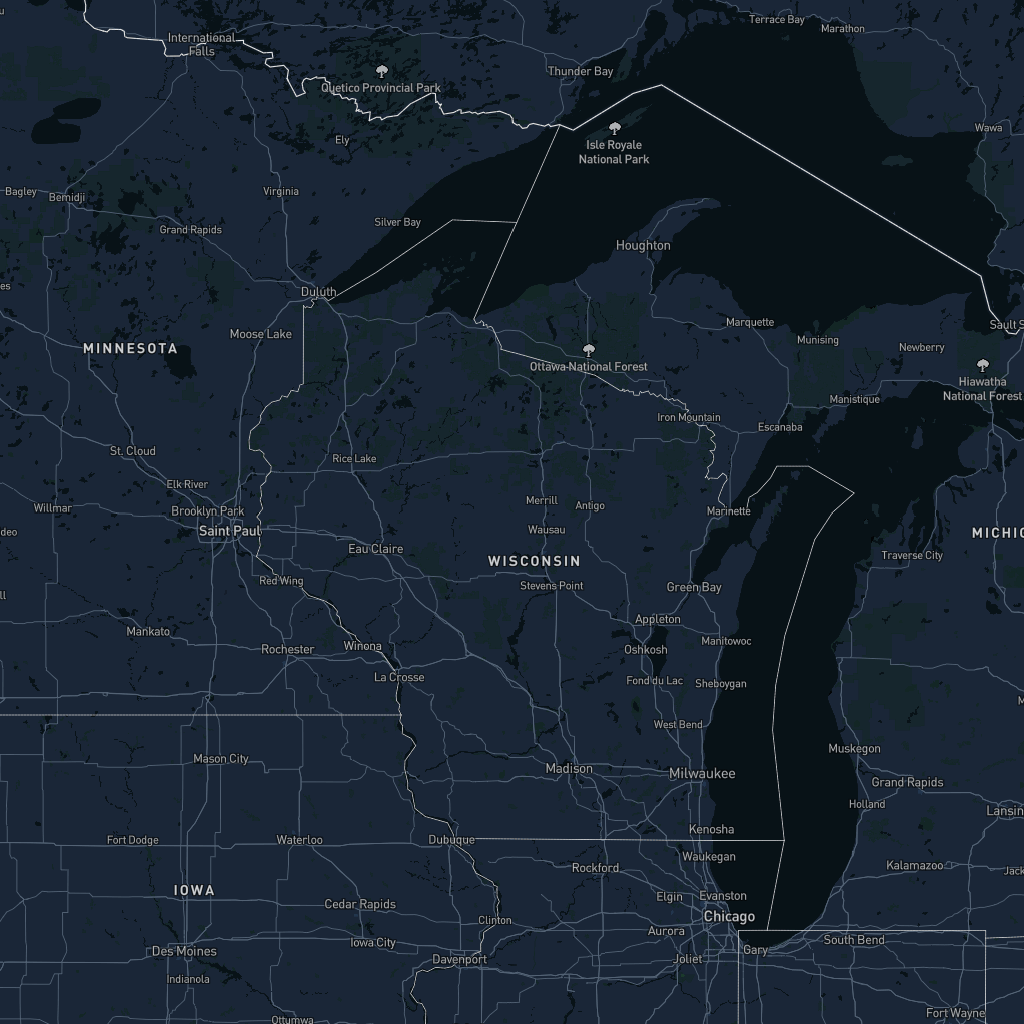 Terrace Bay
Marathon
International
Falls
Thunder Bay
Quetico Provincial Park
Wawa
Ely
Isle Royale
National Park
Bagley
Bemidji
Virginia
Silver Bay
Grand Rapids
Houghton
Duluth
Moose Lake
Marquette
Sault S
Munising
MINNESOTA
Newberry
Ottawa National Forest
Hiawatha
National Forest
Manistique
Iron Mountain
Escanaba
St. Cloud
Rice Lake
Elk River
Merrill
Antigo
Willmar
Brooklyn Park
Marinette
Saint Paul
Wausau
deo
MICHIG
Eau Claire
Traverse City
WISCONSIN
Red Wing
Stevens Point
Green Bay
Appleton
Mankato
Manitowoc
Rochester
Winona
Oshkosh
La Crosse
Fond du Lac
Sheboygan
West Bend
Muskegon
Mason City
Madison
Milwaukee
Grand Rapids
Holland
Lansin
Kenosha
Fort Dodge
Waterloo
Dubuque
Waukegan
Rockford
Kalamazoo
Jack
IOWA
Elgin
Evanston
Cedar Rapids
Chicago
Clinton
Aurora
Iowa City
South Bend
Des Moines
Gary
Davenport
Joliet
Indianola
Fort Wayne
Ottumwa